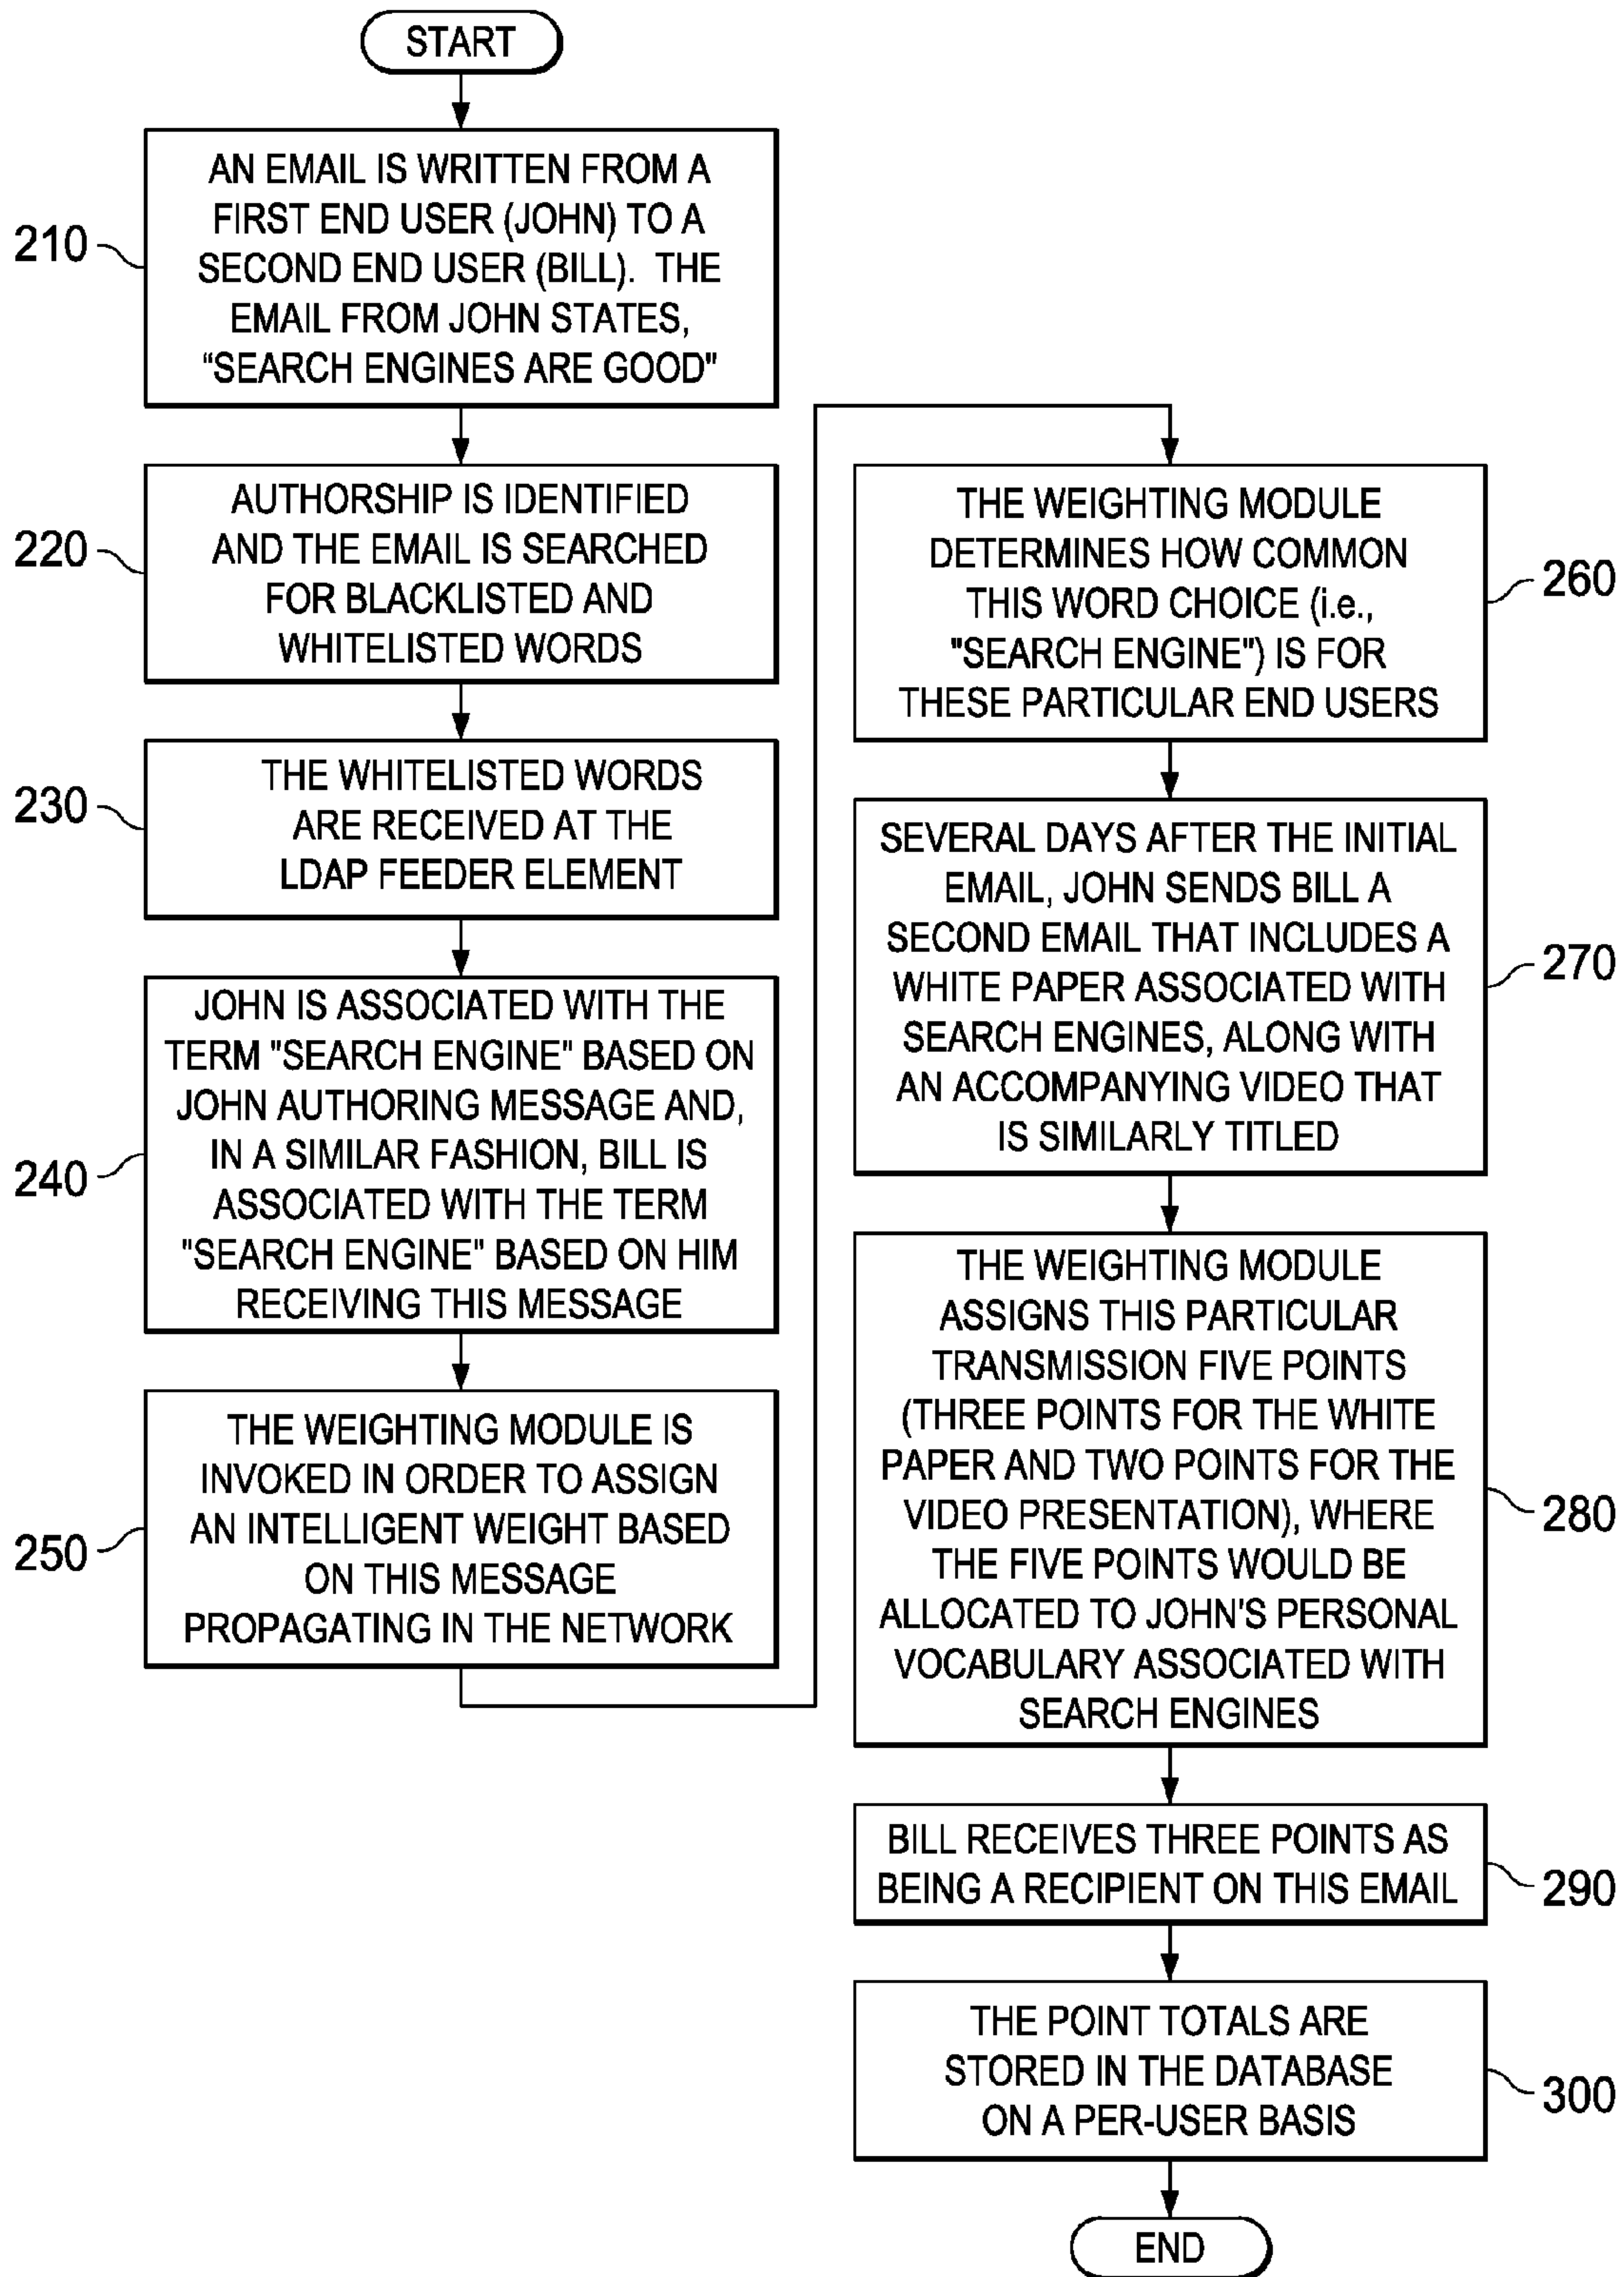 START
210
AN EMAIL IS WRITTEN FROM A
FIRST END USER (JOHN) TO A
SECOND END USER (BILL). THE
EMAIL FROM JOHN STATES,
“SEARCH ENGINES ARE GOOD"
220
AUTHORSHIP IS IDENTIFIED
AND THE EMAIL IS SEARCHED
FOR BLACKLISTED AND
WHITELISTED WORDS
230
THE WHITELISTED WORDS
ARE RECEIVED AT THE
LDAP FEEDER ELEMENT
240
JOHN IS ASSOCIATED WITH THE
TERM "SEARCH ENGINE" BASED ON
JOHN AUTHORING MESSAGE AND,
IN A SIMILAR FASHION, BILL IS
ASSOCIATED WITH THE TERM
"SEARCH ENGINE" BASED ON HIM
RECEIVING THIS MESSAGE
250
THE WEIGHTING MODULE IS
INVOKED IN ORDER TO ASSIGN
AN INTELLIGENT WEIGHT BASED
ON THIS MESSAGE
PROPAGATING IN THE NETWORK
THE WEIGHTING MODULE
DETERMINES HOW COMMON
THIS WORD CHOICE (i.e.,
"SEARCH ENGINE") IS FOR
THESE PARTICULAR END USERS
260
SEVERAL DAYS AFTER THE INITIAL
EMAIL, JOHN SENDS BILL A
SECOND EMAIL THAT INCLUDES A
WHITE PAPER ASSOCIATED WITH
SEARCH ENGINES, ALONG WITH
AN ACCOMPANYING VIDEO THAT
IS SIMILARLY TITLED
270
THE WEIGHTING MODULE
ASSIGNS THIS PARTICULAR
TRANSMISSION FIVE POINTS
(THREE POINTS FOR THE WHITE
PAPER AND TWO POINTS FOR THE
VIDEO PRESENTATION), WHERE
THE FIVE POINTS WOULD BE
ALLOCATED TO JOHN'S PERSONAL
VOCABULARY ASSOCIATED WITH
SEARCH ENGINES
280
BILL RECEIVES THREE POINTS AS
BEING A RECIPIENT ON THIS EMAIL
290
THE POINT TOTALS ARE
STORED IN THE DATABASE
ON A PER-USER BASIS
300
END